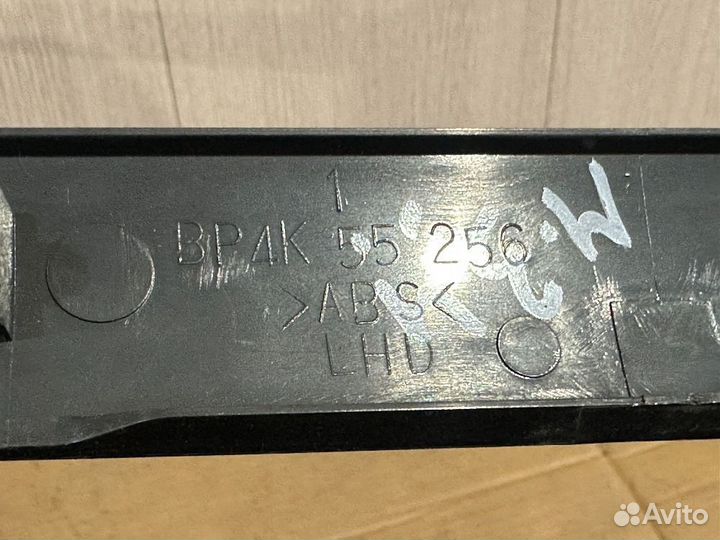 1
BP4K 55 256
>ABS<
LHD
Avito